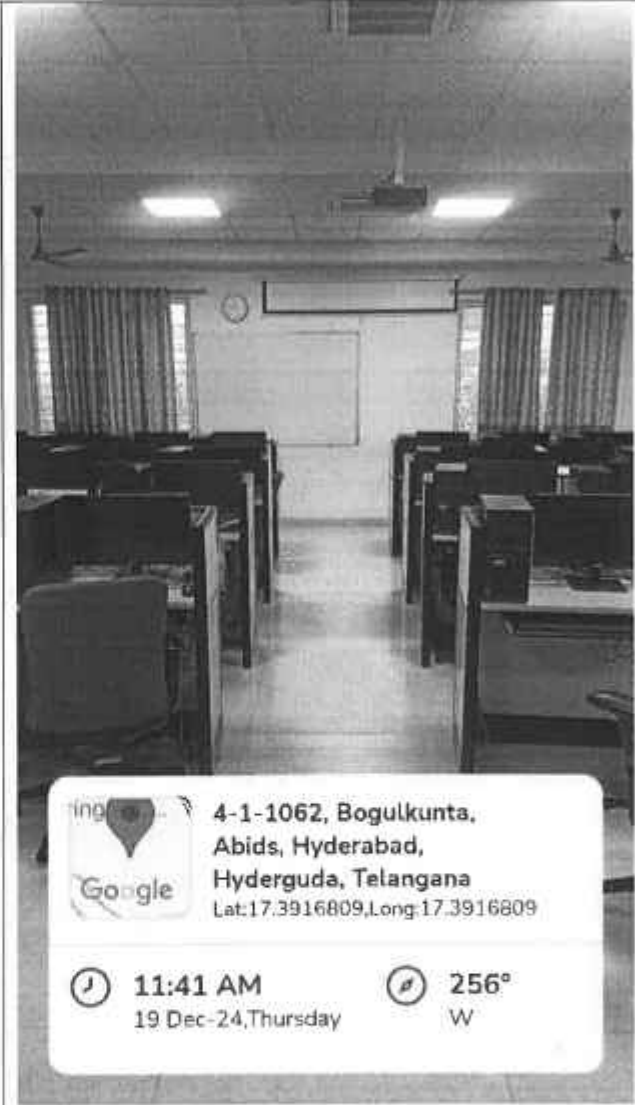 ring
Google
4-1-1062, Bogulkunta,
Abids, Hyderabad,
Hyderguda, Telangana
Lat:17.3916809,Long:17.3916809
11:41 AM
19 Dec-24,Thursday
256°
W